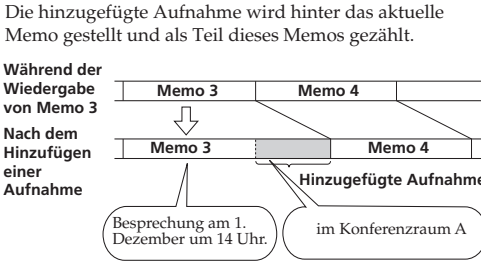 Die hinzugefügte Aufnahme wird hinter das aktuelle
Memo gestellt und als Teil dieses Memos gezählt.
Während der
Wiedergabe
von Memo 3
Memo 3
Memo 4
Nach dem
Hinzufügen
einer
Aufnahme
Memo 3
Memo 4
Hinzugefügte Aufnahme
Besprechung am 1.
Dezember um 14 Uhr.
im Konferenzraum A